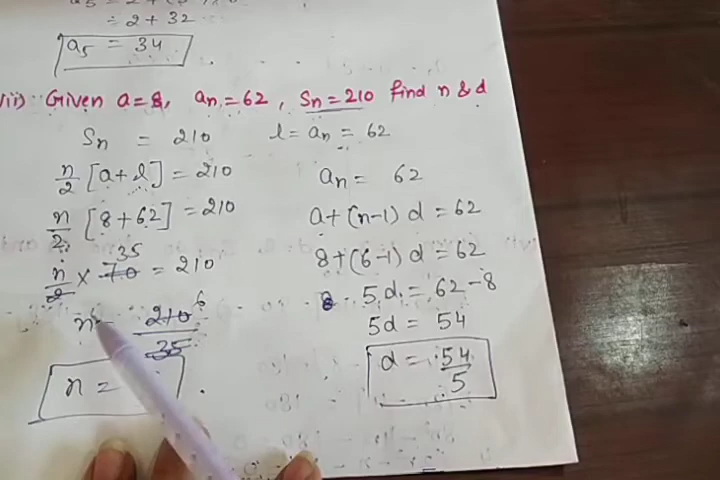 = 2 + 32
a5 = 34
vii) Given a=8, an=62, Sn=210 find n & d
Sn = 210
n/2 [a+l] = 210
n/2 [8+62] = 210
n/2 × 70 35 = 210
n = 210 6 / 35
n =
l = an = 62
an = 62
a+(n-1) d = 62
8+(6-1) d = 62
5d = 62-8
5d = 54
d = 54/5